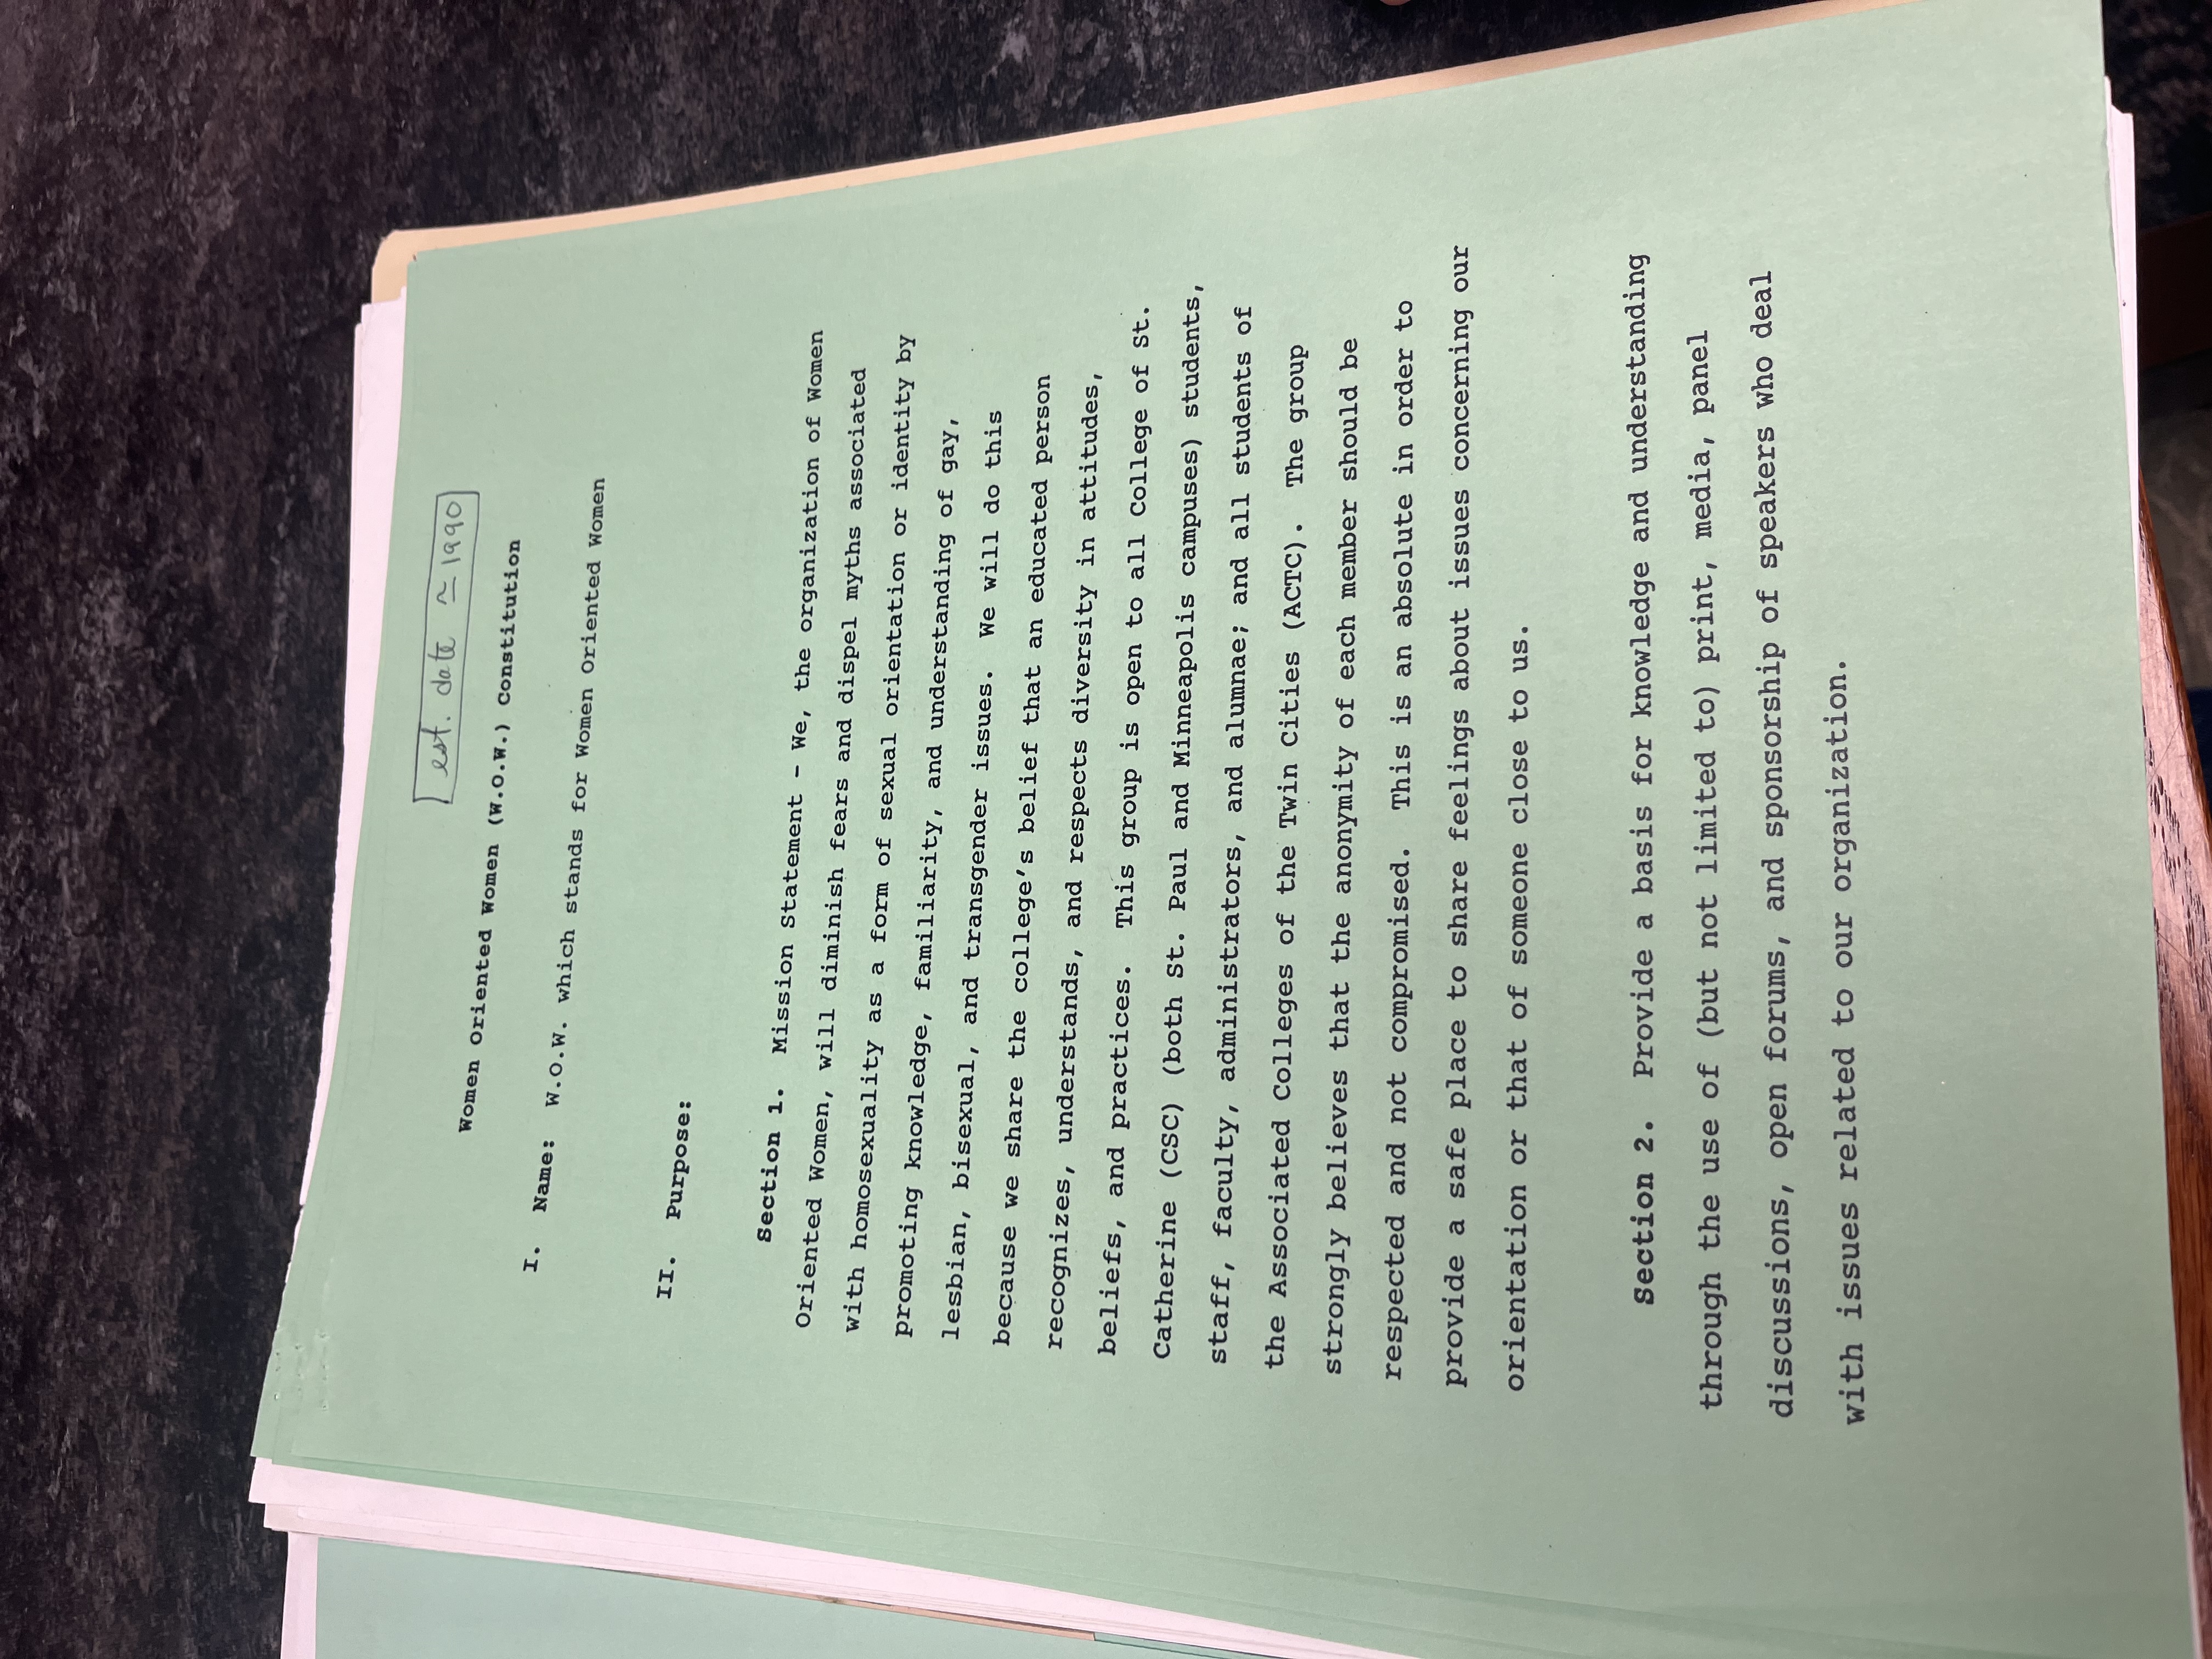 est. date ≃ 1990
Women Oriented Women (W.O.W.) Constitution
I. Name: W.O.W. which stands for Women Oriented Women
II. Purpose:
Section 1. Mission Statement - We, the organization of Women
Oriented Women, will diminish fears and dispel myths associated
with homosexuality as a form of sexual orientation or identity by
promoting knowledge, familiarity, and understanding of gay,
lesbian, bisexual, and transgender issues. We will do this
because we share the college's belief that an educated person
recognizes, understands, and respects diversity in attitudes,
beliefs, and practices. This group is open to all College of St.
Catherine (CSC) (both St. Paul and Minneapolis campuses) students,
staff, faculty, administrators, and alumnae; and all students of
the Associated Colleges of the Twin Cities (ACTC). The group
strongly believes that the anonymity of each member should be
respected and not compromised. This is an absolute in order to
provide a safe place to share feelings about issues concerning our
orientation or that of someone close to us.
Section 2. Provide a basis for knowledge and understanding
through the use of (but not limited to) print, media, panel
discussions, open forums, and sponsorship of speakers who deal
with issues related to our organization.